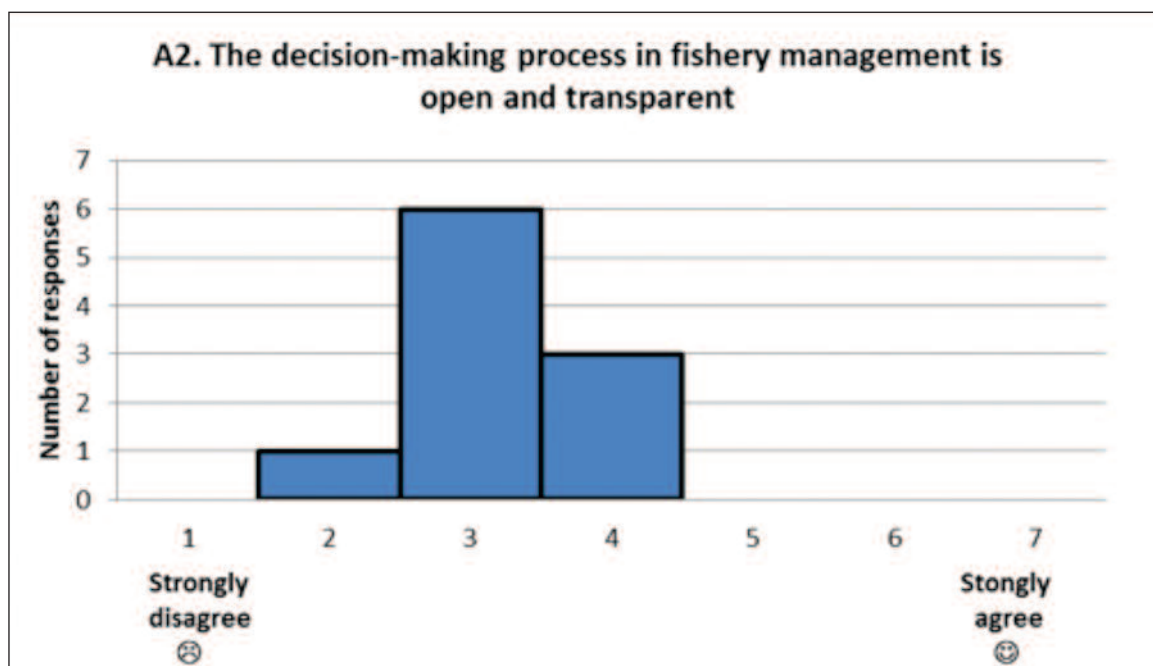 A2. The decision-making process in fishery management is
open and transparent
Number of responses
7
6
5
4
3
2
1
0
1 2 3 4 5 6 7
Strongly Stongly
disagree agree
☹ ☺